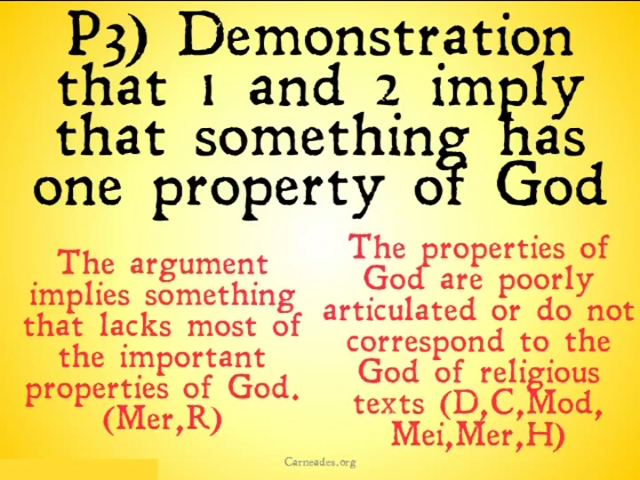 P3) Demonstration
that 1 and 2 imply
that something has
one property of God
The argument
implies something
that lacks most of
the important
properties of God.
(Mer,R)
The properties of
God are poorly
articulated or do not
correspond to the
God of religious
texts (D,C,Mod,
Mei,Mer,H)
Carneades.org